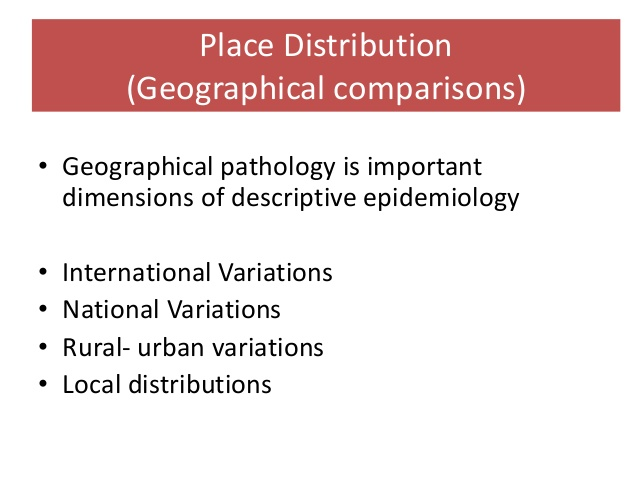 Place Distribution
(Geographical comparisons)
• Geographical pathology is important
dimensions of descriptive epidemiology
• International Variations
• National Variations
• Rural- urban variations
• Local distributions